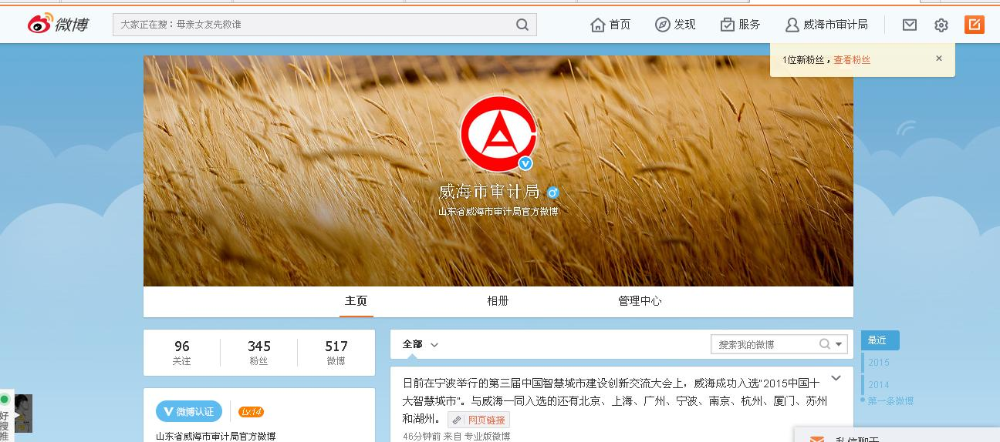 微博
大家正在搜：母亲女友先救谁
首页
发现
服务
威海市审计局
1位新粉丝，查看粉丝
威海市审计局
山东省威海市审计局官方微博
主页
相册
管理中心
96
345
517
关注
粉丝
微博
全部
搜索我的微博
最近
2015
2014
第一条微博
日前在宁波举行的第三届中国智慧城市建设创新交流大会上，威海成功入选“2015中国十
大智慧城市”。与威海一同入选的还有北京、上海、广州、宁波、南京、杭州、厦门、苏州
和湖州。 网页链接
46分钟前 来自 专业版微博
V 微博认证
Lv.14
山东省威海市审计局官方微博
好
搜
推
私信聊天